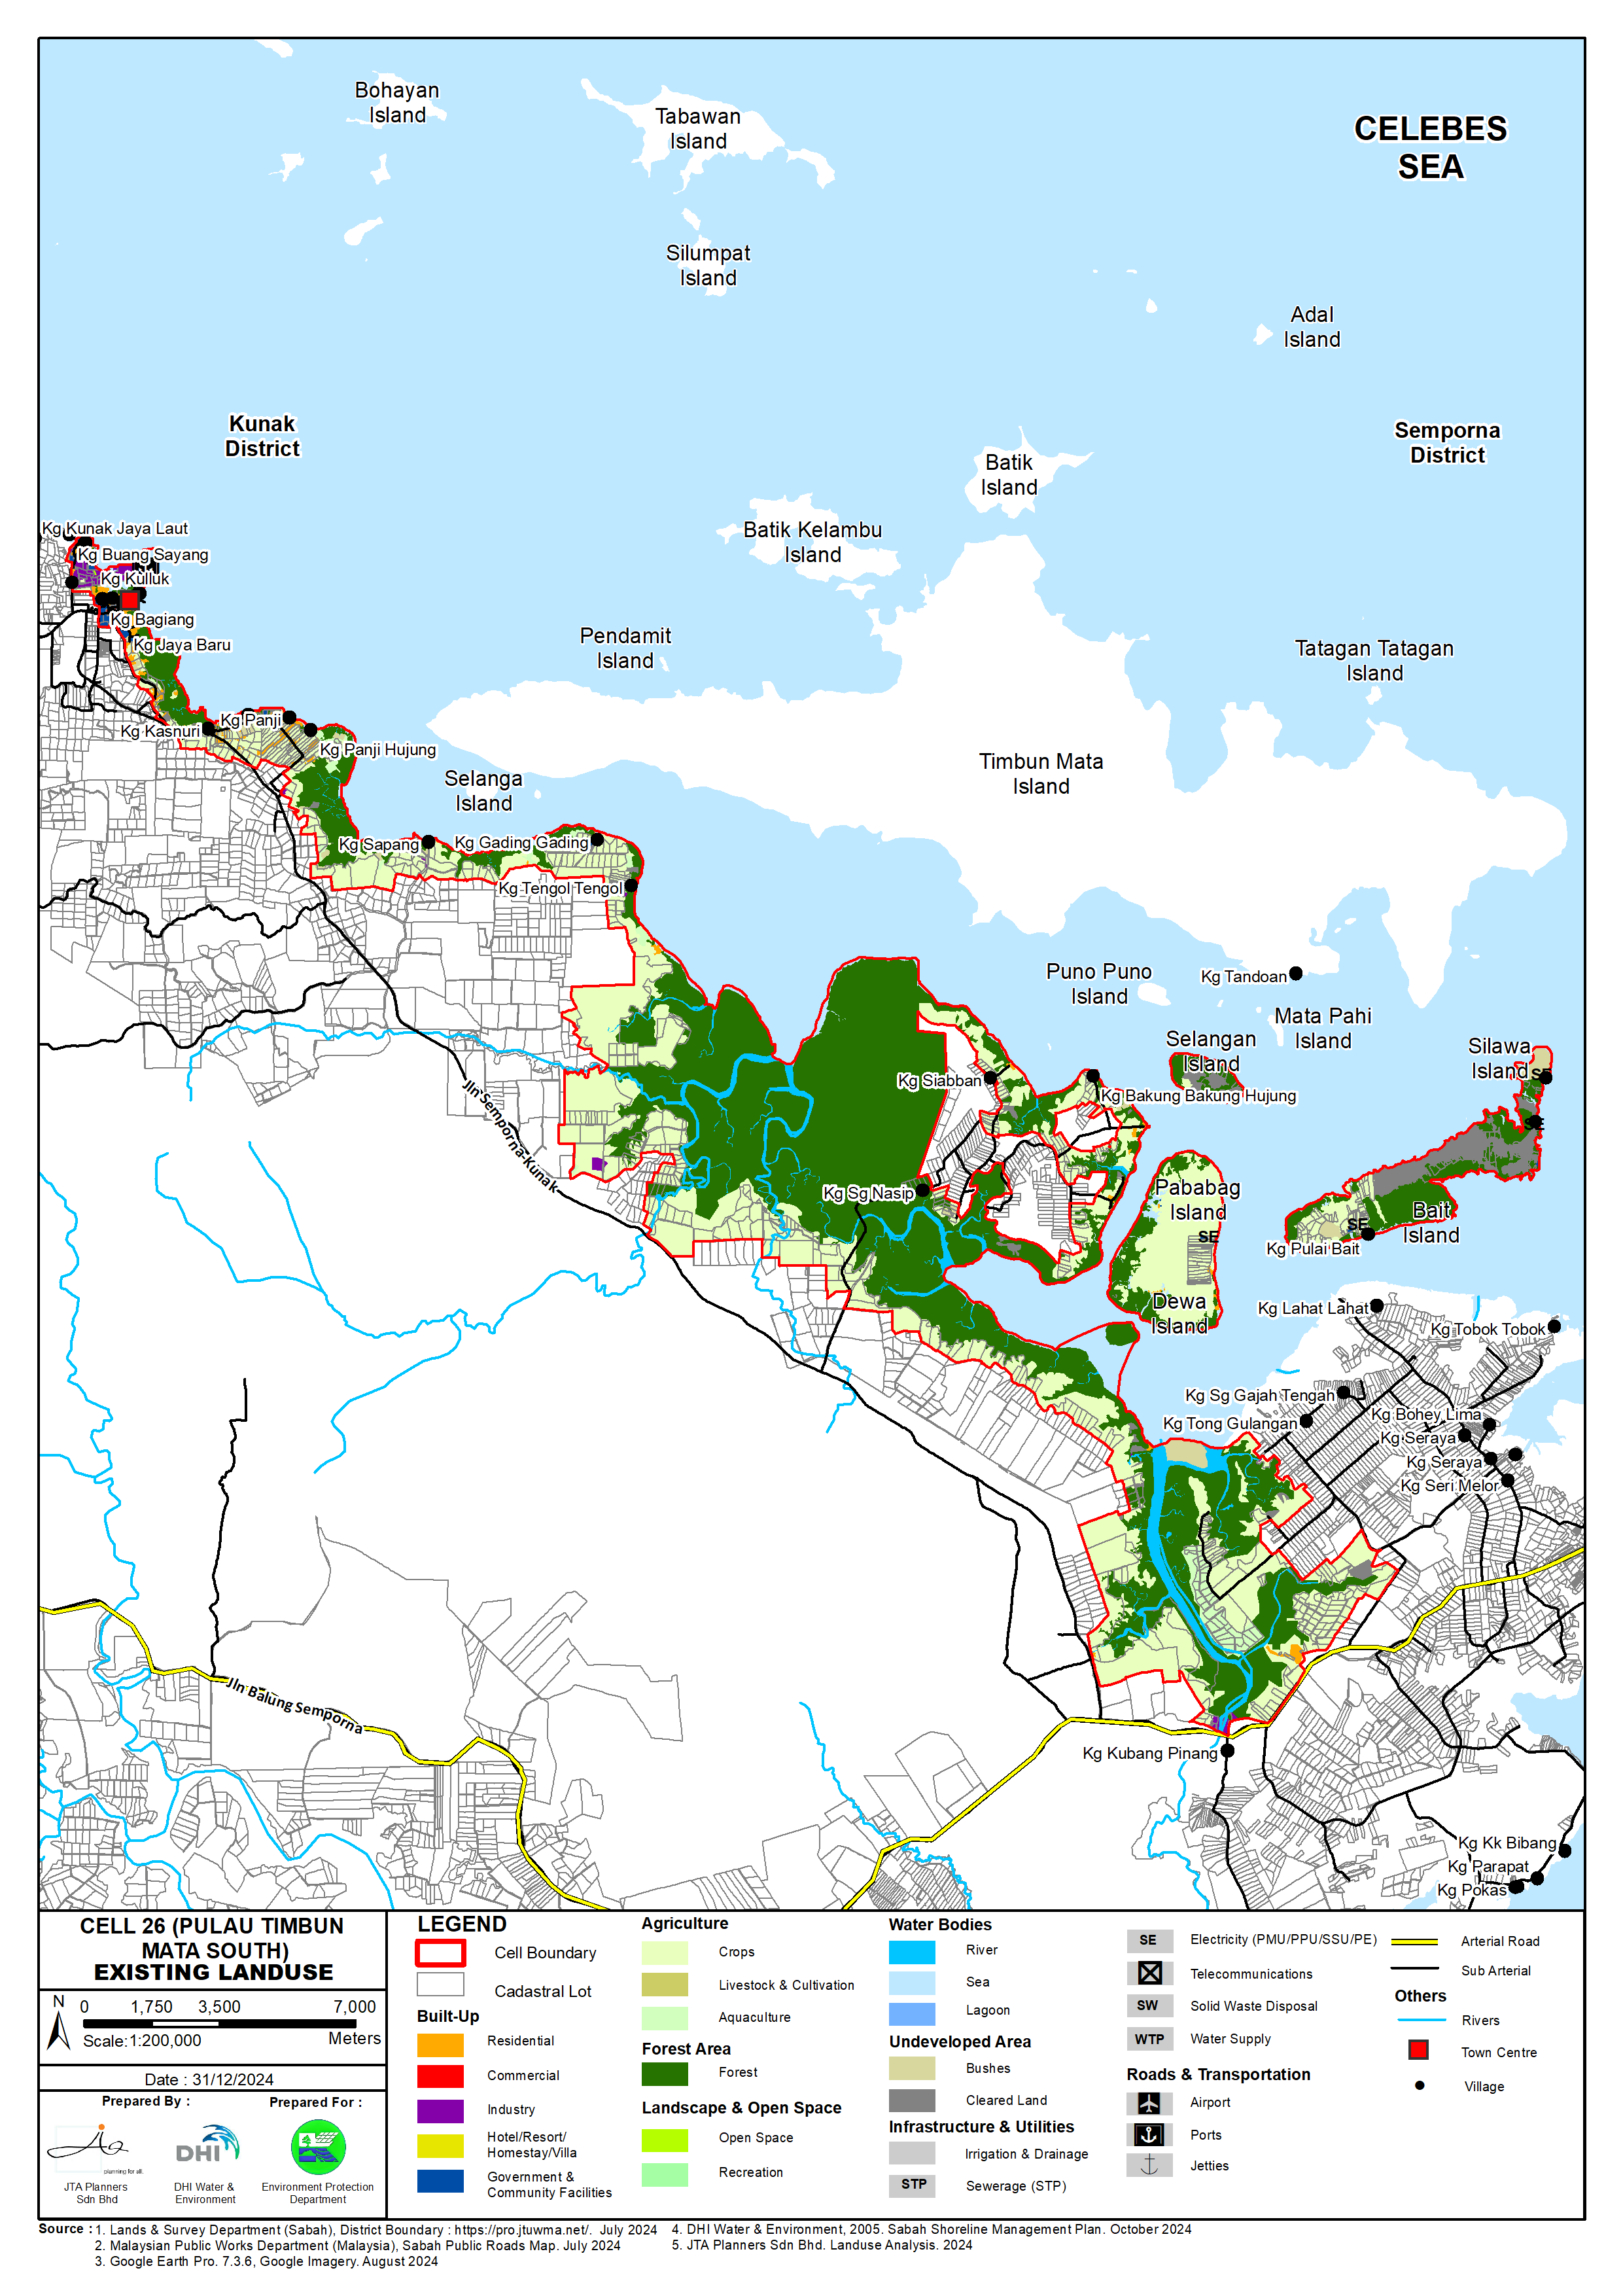 Bohayan
Island
Tabawan
Island
CELEBES
SEA
Silumpat
Island
Adal
Island
Kunak
District
Semporna
District
Batik
Island
Batik Kelambu
Island
Kg Kunak Jaya Laut
Kg Buang Sayang
Kg Kulluk
Kg Bagiang
Kg Jaya Baru
Pendamit
Island
Tatagan Tatagan
Island
Kg Panji
Kg Kasnuri
Kg Panji Hujung
Timbun Mata
Island
Selanga
Island
Kg Sapang
Kg Gading Gading
Kg Tengol Tengol
Puno Puno
Island
Kg Tandoan
Mata Pahi
Island
Selangan
Island
Silawa
Island
SE
Kg Siabban
Kg Bakung Bakung Hujung
SE
Jln Semporna-Kunak
Kg Sg Nasip
Pababag
Island
SE
Bait
Island
SE
Kg Pulai Bait
Dewa
Island
Kg Lahat Lahat
Kg Tobok Tobok
Kg Sg Gajah Tengah
Kg Tong Gulangan
Kg Bohey Lima
Kg Seraya
Kg Seraya
Kg Seri Melor
Jln Balung Semporna
Kg Kubang Pinang
Kg Kk Bibang
Kg Parapat
Kg Pokas
CELL 26 (PULAU TIMBUN
MATA SOUTH)
EXISTING LANDUSE
N
0 1,750 3,500 7,000
Scale:1:200,000 Meters
Date : 31/12/2024
Prepared By : Prepared For :
planning for all.
DHI
JTA Planners
Sdn Bhd
DHI Water &
Environment
Environment Protection
Department
LEGEND
Cell Boundary
Cadastral Lot
Built-Up
Residential
Commercial
Industry
Hotel/Resort/
Homestay/Villa
Government &
Community Facilities
Agriculture
Crops
Livestock & Cultivation
Aquaculture
Forest Area
Forest
Landscape & Open Space
Open Space
Recreation
Water Bodies
River
Sea
Lagoon
Undeveloped Area
Bushes
Cleared Land
Infrastructure & Utilities
Irrigation & Drainage
STP Sewerage (STP)
SE Electricity (PMU/PPU/SSU/PE)
Telecommunications
SW Solid Waste Disposal
WTP Water Supply
Roads & Transportation
Airport
Ports
Jetties
Arterial Road
Sub Arterial
Others
Rivers
Town Centre
Village
Source : 1. Lands & Survey Department (Sabah), District Boundary : https://pro.jtuwma.net/. July 2024
2. Malaysian Public Works Department (Malaysia), Sabah Public Roads Map. July 2024
3. Google Earth Pro. 7.3.6, Google Imagery. August 2024
4. DHI Water & Environment, 2005. Sabah Shoreline Management Plan. October 2024
5. JTA Planners Sdn Bhd. Landuse Analysis. 2024